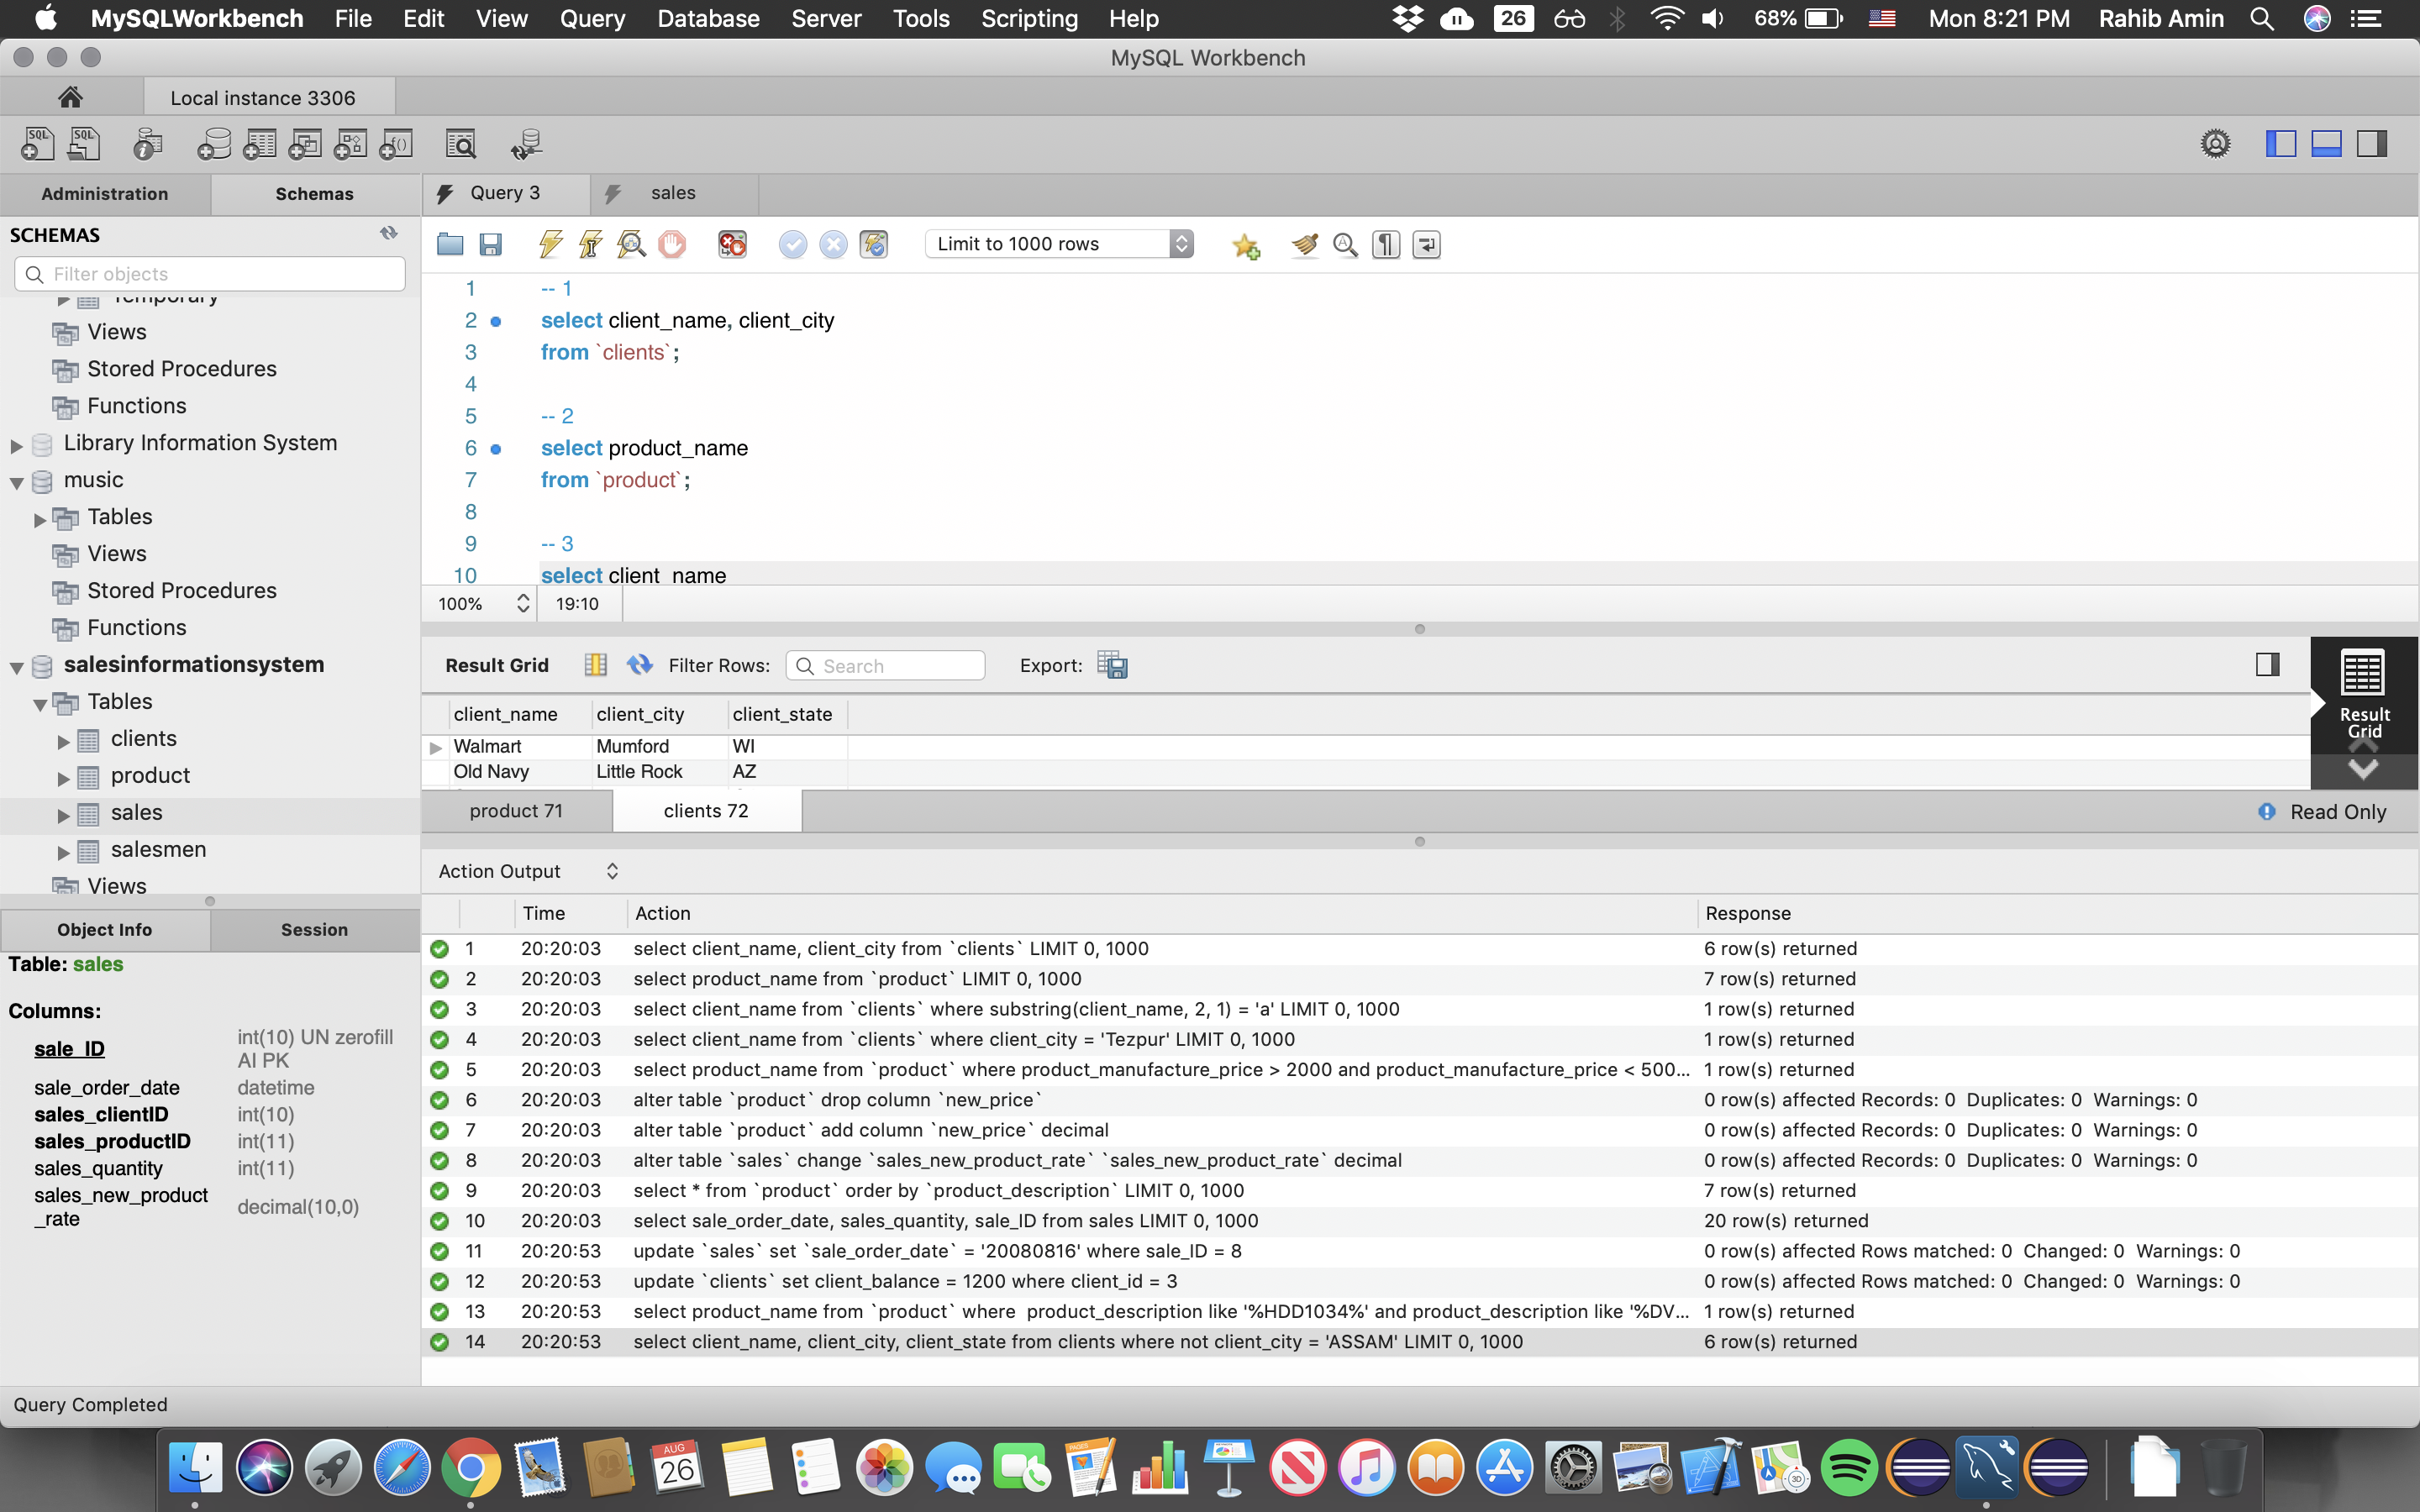 MySQLWorkbench File Edit View Query Database Server Tools Scripting Help 26 68% Mon 8:21 PM Rahib Amin
MySQL Workbench
Local instance 3306
Administration Schemas
Query 3 sales
SCHEMAS
Filter objects
Limit to 1000 rows
Temporary
Views
Stored Procedures
Functions
Library Information System
music
Tables
Views
Stored Procedures
Functions
salesinformationsystem
Tables
clients
product
sales
salesmen
Views
1 -- 1
2 select client_name, client_city
3 from `clients`;
4
5 -- 2
6 select product_name
7 from `product`;
8
9 -- 3
10 select client_name
100% 19:10
Result Grid Filter Rows: Search Export:
client_name client_city client_state
Walmart Mumford WI
Old Navy Little Rock AZ
Result
Grid
product 71 clients 72 Read Only
Action Output
Time Action Response
1 20:20:03 select client_name, client_city from `clients` LIMIT 0, 1000 6 row(s) returned
2 20:20:03 select product_name from `product` LIMIT 0, 1000 7 row(s) returned
3 20:20:03 select client_name from `clients` where substring(client_name, 2, 1) = 'a' LIMIT 0, 1000 1 row(s) returned
4 20:20:03 select client_name from `clients` where client_city = 'Tezpur' LIMIT 0, 1000 1 row(s) returned
5 20:20:03 select product_name from `product` where product_manufacture_price > 2000 and product_manufacture_price < 500... 1 row(s) returned
6 20:20:03 alter table `product` drop column `new_price` 0 row(s) affected Records: 0 Duplicates: 0 Warnings: 0
7 20:20:03 alter table `product` add column `new_price` decimal 0 row(s) affected Records: 0 Duplicates: 0 Warnings: 0
8 20:20:03 alter table `sales` change `sales_new_product_rate` `sales_new_product_rate` decimal 0 row(s) affected Records: 0 Duplicates: 0 Warnings: 0
9 20:20:03 select * from `product` order by `product_description` LIMIT 0, 1000 7 row(s) returned
10 20:20:03 select sale_order_date, sales_quantity, sale_ID from sales LIMIT 0, 1000 20 row(s) returned
11 20:20:53 update `sales` set `sale_order_date` = '20080816' where sale_ID = 8 0 row(s) affected Rows matched: 0 Changed: 0 Warnings: 0
12 20:20:53 update `clients` set client_balance = 1200 where client_id = 3 0 row(s) affected Rows matched: 0 Changed: 0 Warnings: 0
13 20:20:53 select product_name from `product` where product_description like '%HDD1034%' and product_description like '%DV... 1 row(s) returned
14 20:20:53 select client_name, client_city, client_state from clients where not client_city = 'ASSAM' LIMIT 0, 1000 6 row(s) returned
Object Info Session
Table: sales
Columns:
sale_ID int(10) UN zerofill
AI PK
sale_order_date datetime
sales_clientID int(10)
sales_productID int(11)
sales_quantity int(11)
sales_new_product
_rate decimal(10,0)
Query Completed
AUG
26
PAGES
3D